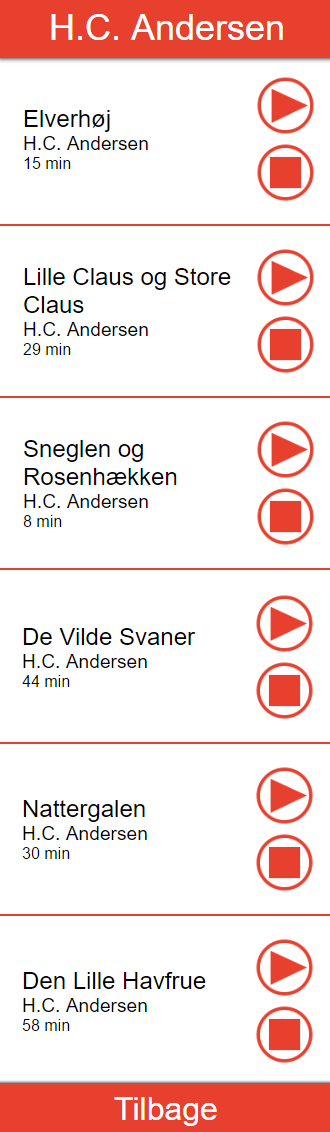 H.C. Andersen
Elverhøj
H.C. Andersen
15 min
Lille Claus og Store
Claus
H.C. Andersen
29 min
Sneglen og
Rosenhækken
H.C. Andersen
8 min
De Vilde Svaner
H.C. Andersen
44 min
Nattergalen
H.C. Andersen
30 min
Den Lille Havfrue
H.C. Andersen
58 min
Tilbage